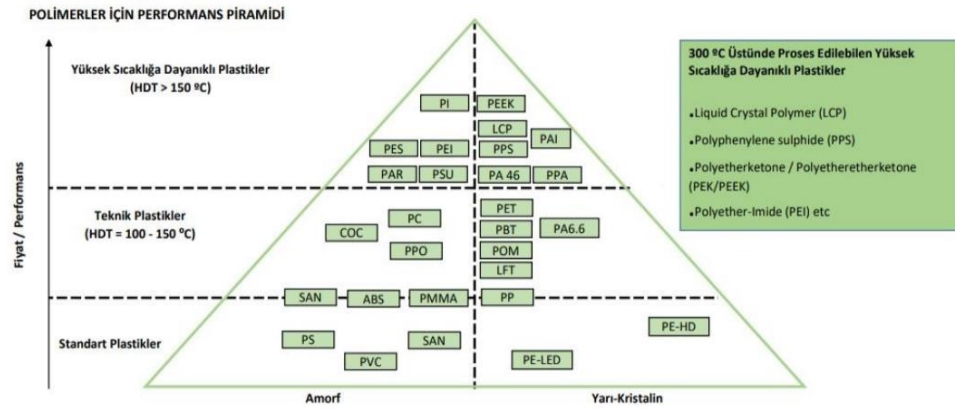 POLİMERLER İÇİN PERFORMANS PİRAMİDİ
Fiyat / Performans
Yüksek Sıcaklığa Dayanıklı Plastikler
(HDT > 150 ºC)
PI
PEEK
LCP
PAI
PES
PEI
PPS
PAR
PSU
PA 46
PPA
Teknik Plastikler
(HDT = 100 - 150 ºC)
PET
PC
COC
PBT
PA6.6
PPO
POM
LFT
SAN
ABS
PMMA
PP
Standart Plastikler
PS
SAN
PVC
PE-HD
PE-LED
Amorf
Yarı-Kristalin
300 ºC Üstünde Proses Edilebilen Yüksek
Sıcaklığa Dayanıklı Plastikler
•Liquid Crystal Polymer (LCP)
•Polyphenylene sulphide (PPS)
•Polyetherketone / Polyetheretherketone
(PEK/PEEK)
•Polyether-Imide (PEI) etc